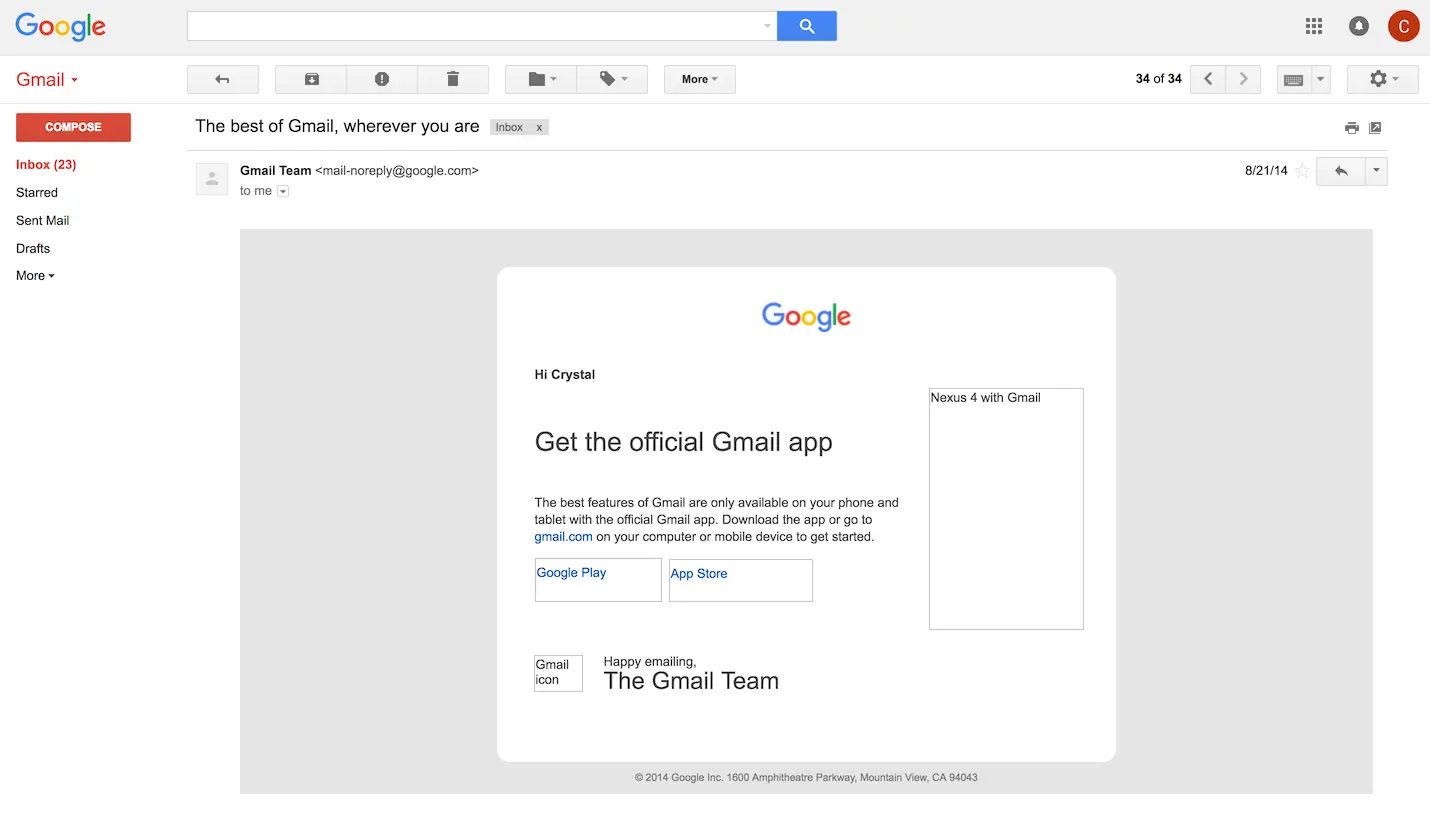 Google
C
Gmail
More
34 of 34
COMPOSE
Inbox (23)
Starred
Sent Mail
Drafts
More
The best of Gmail, wherever you are
Inbox x
Gmail Team <mail-noreply@google.com>
8/21/14
to me
Google
Hi Crystal
Nexus 4 with Gmail
Get the official Gmail app
The best features of Gmail are only available on your phone and
tablet with the official Gmail app. Download the app or go to
gmail.com on your computer or mobile device to get started.
Google Play
App Store
Gmail
icon
Happy emailing,
The Gmail Team
© 2014 Google Inc. 1600 Amphitheatre Parkway, Mountain View, CA 94043